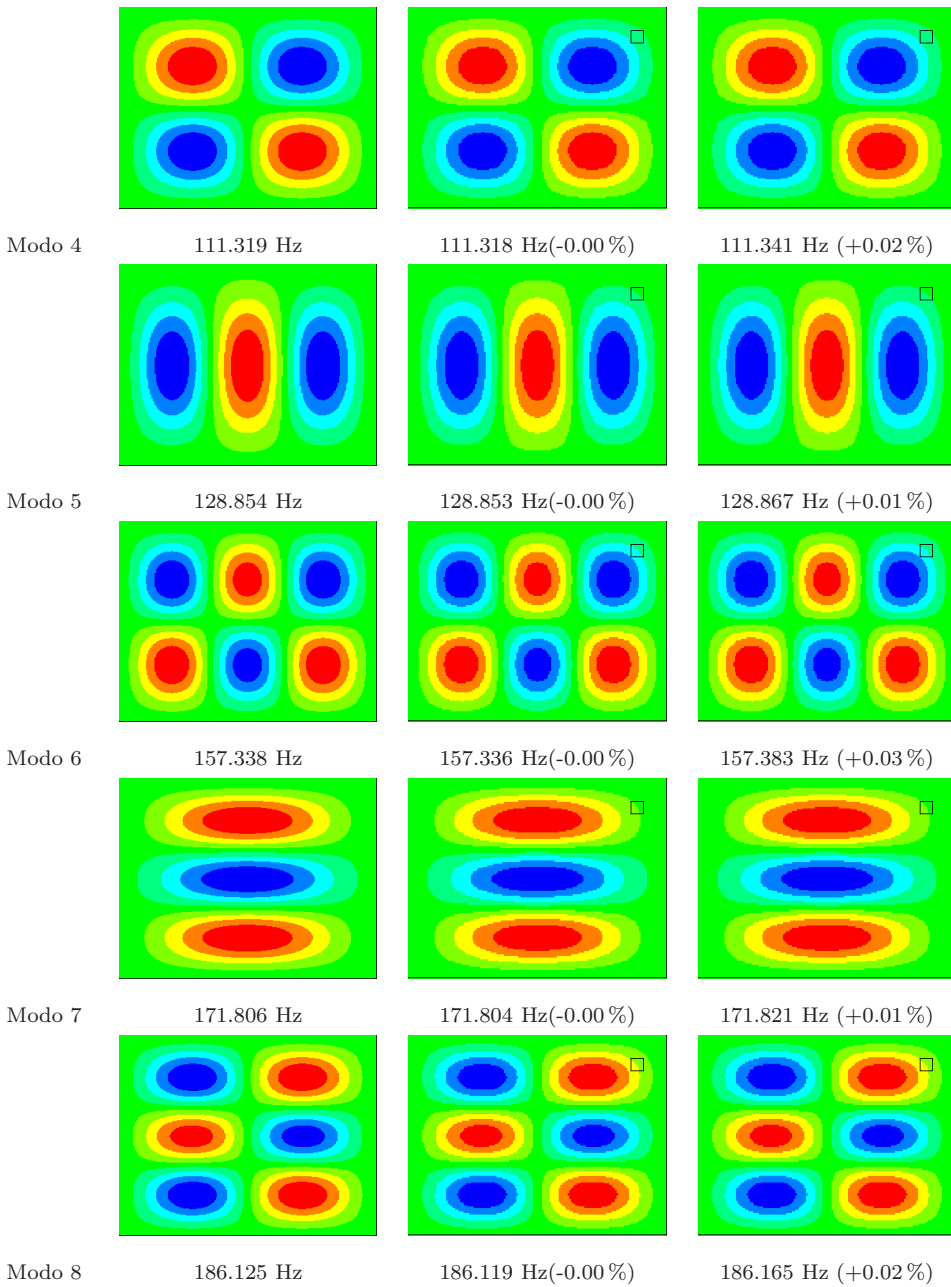 Modo 4 111.319 Hz 111.318 Hz(-0.00 %) 111.341 Hz (+0.02 %)
Modo 5 128.854 Hz 128.853 Hz(-0.00 %) 128.867 Hz (+0.01 %)
Modo 6 157.338 Hz 157.336 Hz(-0.00 %) 157.383 Hz (+0.03 %)
Modo 7 171.806 Hz 171.804 Hz(-0.00 %) 171.821 Hz (+0.01 %)
Modo 8 186.125 Hz 186.119 Hz(-0.00 %) 186.165 Hz (+0.02 %)